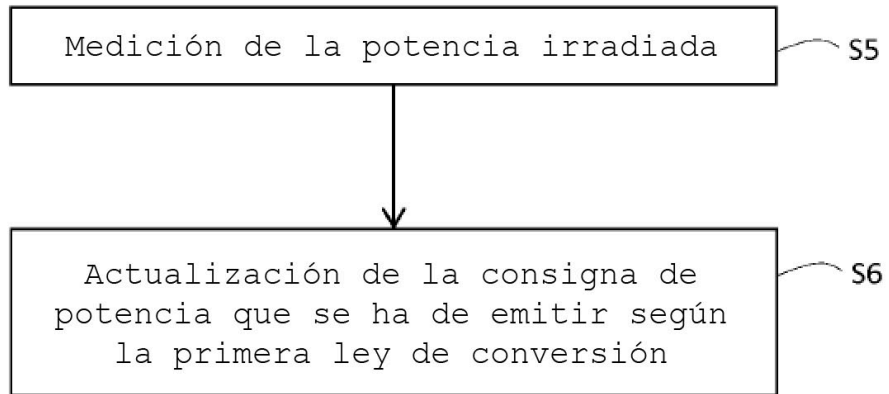 Medición de la potencia irradiada
S5
Actualización de la consigna de
potencia que se ha de emitir según
la primera ley de conversión
S6